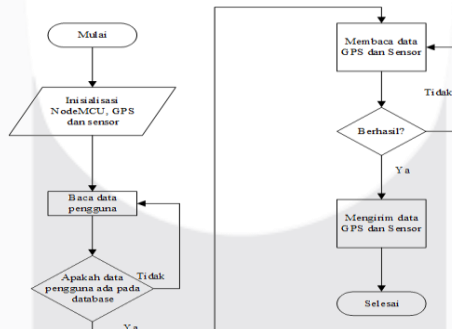 Mulai
Inisialisasi
NodeMCU, GPS
dan sensor
Baca data
pengguna
Apakah data
pengguna ada pada
database
Tidak
Ya
Membaca data
GPS dan Sensor
Tidak
Berhasil?
Ya
Mengirim data
GPS dan Sensor
Selesai